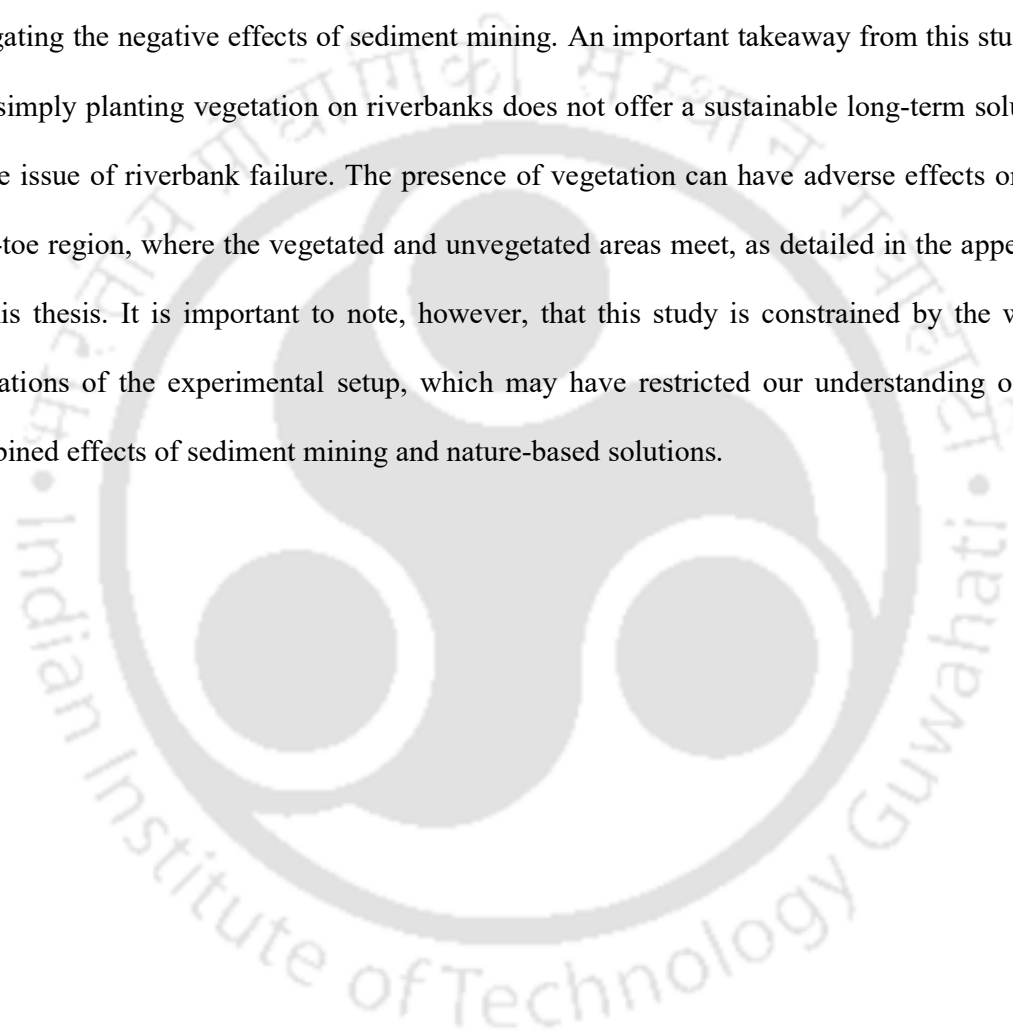 gating the negative effects of sediment mining. An important takeaway from this stu
simply planting vegetation on riverbanks does not offer a sustainable long-term solu
e issue of riverbank failure. The presence of vegetation can have adverse effects o
-toe region, where the vegetated and unvegetated areas meet, as detailed in the appe
is thesis. It is important to note, however, that this study is constrained by the w
ations of the experimental setup, which may have restricted our understanding o
bined effects of sediment mining and nature-based solutions.
Indian Institute of Technology Guwahati